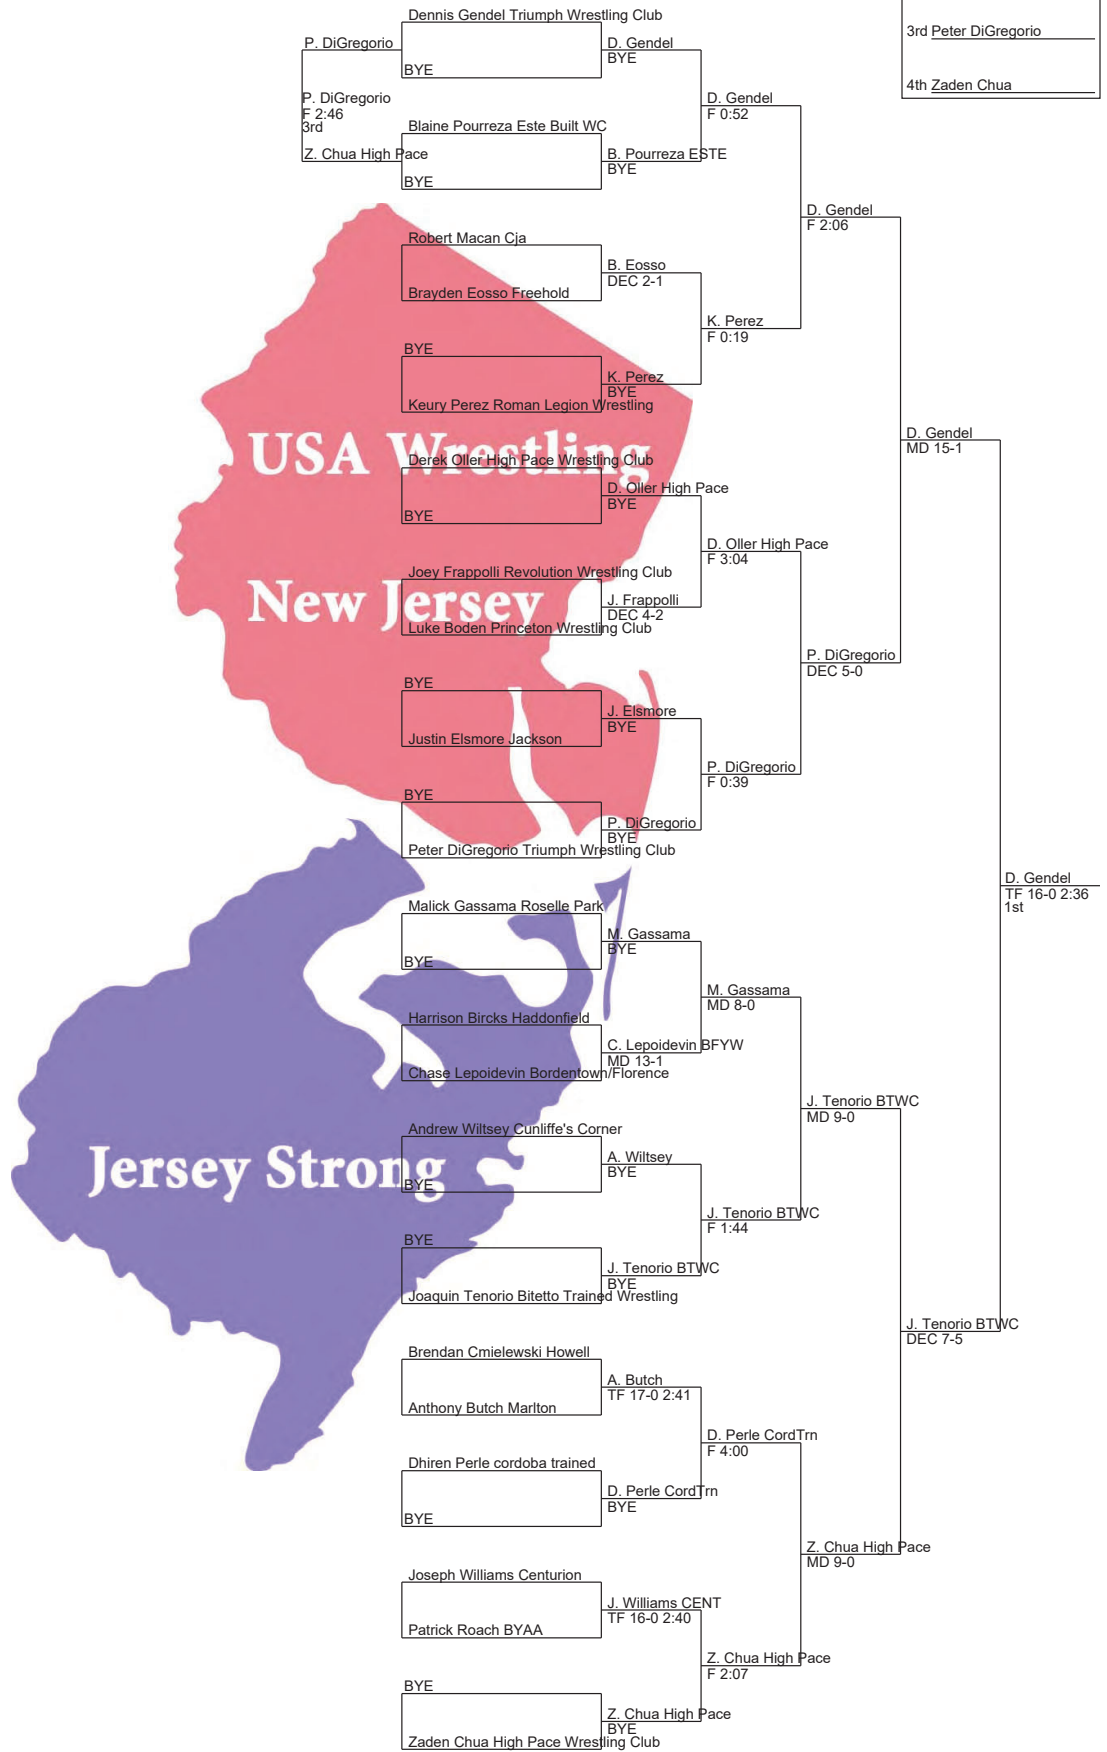 Dennis Gendel Triumph Wrestling Club
3rd Peter DiGregorio
P. DiGregorio
D. Gendel
BYE
BYE
4th Zaden Chua
P. DiGregorio
F 2:46
3rd
D. Gendel
F 0:52
Blaine Pourreza Este Built WC
Z. Chua High Pace
B. Pourreza ESTE
BYE
BYE
D. Gendel
F 2:06
Robert Macan Cja
B. Eosso
DEC 2-1
Brayden Eosso Freehold
K. Perez
F 0:19
BYE
K. Perez
BYE
Keury Perez Roman Legion Wrestling
D. Gendel
MD 15-1
USA Wrestling
Derek Oller High Pace Wrestling Club
D. Oller High Pace
BYE
BYE
D. Oller High Pace
F 3:04
Joey Frappolli Revolution Wrestling Club
New Jersey
J. Frappolli
DEC 4-2
Luke Boden Princeton Wrestling Club
P. DiGregorio
DEC 5-0
BYE
J. Elsmore
BYE
Justin Elsmore Jackson
P. DiGregorio
F 0:39
BYE
P. DiGregorio
BYE
Peter DiGregorio Triumph Wrestling Club
D. Gendel
TF 16-0 2:36
1st
Malick Gassama Roselle Park
M. Gassama
BYE
BYE
M. Gassama
MD 8-0
Harrison Bircks Haddonfield
C. Lepoidevin BFYW
MD 13-1
Chase Lepoidevin Bordentown/Florence
J. Tenorio BTWC
MD 9-0
Andrew Wiltsey Cunliffe's Corner
Jersey Strong
A. Wiltsey
BYE
BYE
J. Tenorio BTWC
F 1:44
BYE
J. Tenorio BTWC
BYE
Joaquin Tenorio Bitetto Trained Wrestling
J. Tenorio BTWC
DEC 7-5
Brendan Cmielewski Howell
A. Butch
TF 17-0 2:41
Anthony Butch Marlton
D. Perle CordTrn
F 4:00
Dhiren Perle cordoba trained
D. Perle CordTrn
BYE
BYE
Z. Chua High Pace
MD 9-0
Joseph Williams Centurion
J. Williams CENT
TF 16-0 2:40
Patrick Roach BYAA
Z. Chua High Pace
F 2:07
BYE
Z. Chua High Pace
BYE
Zaden Chua High Pace Wrestling Club